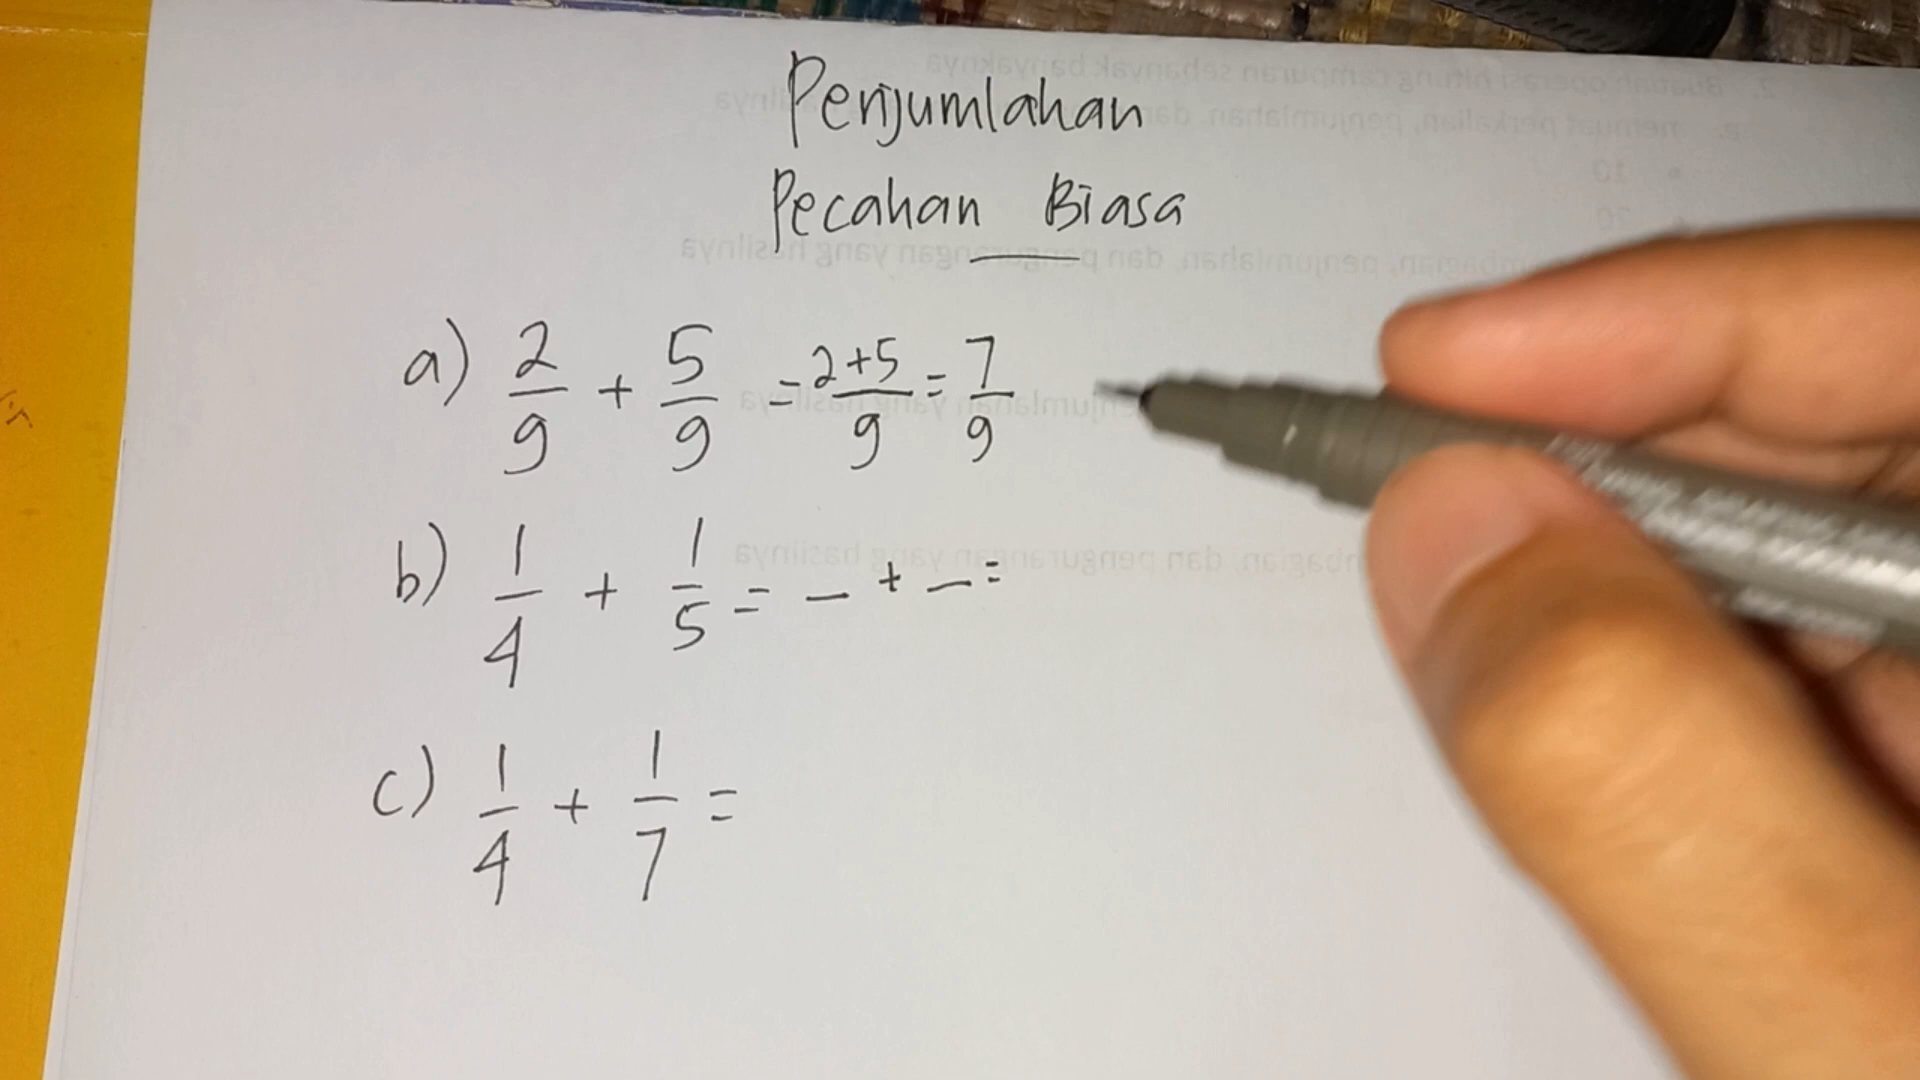 Penjumlahan
Pecahan Biasa
a) 2/9 + 5/9 = 2+5/9 = 7/9
b) 1/4 + 1/5 = — + — =
c) 1/4 + 1/7 =